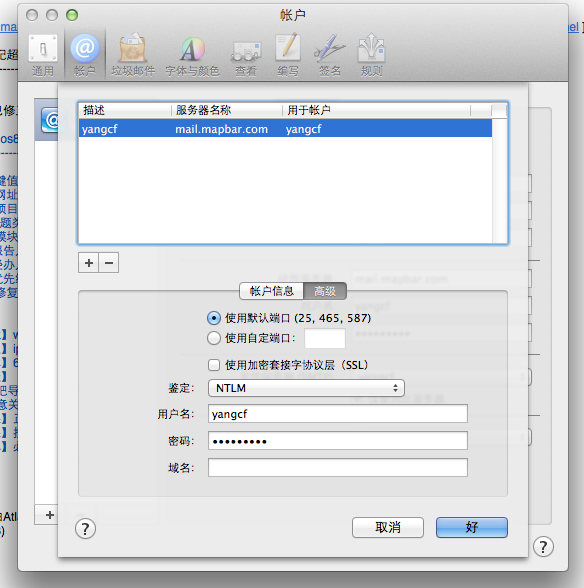 帐户
通用 帐户 垃圾邮件 字体与颜色 查看 编写 签名 规则
描述 服务器名称 用于帐户
yangcf mail.mapbar.com yangcf
+ −
帐户信息 高级
使用默认端口 (25, 465, 587)
使用自定端口:
使用加密套接字协议层（SSL）
鉴定: NTLM
用户名: yangcf
密码: •••••••••
域名:
? 取消 好
?